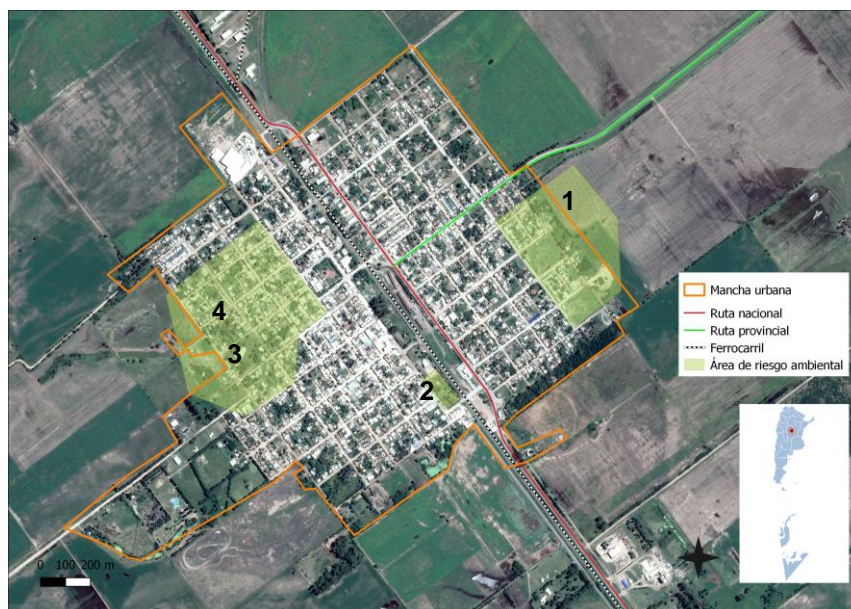 1
4
3
2
Mancha urbana
Ruta nacional
Ruta provincial
Ferrocarril
Área de riesgo ambiental
0 100 200 m